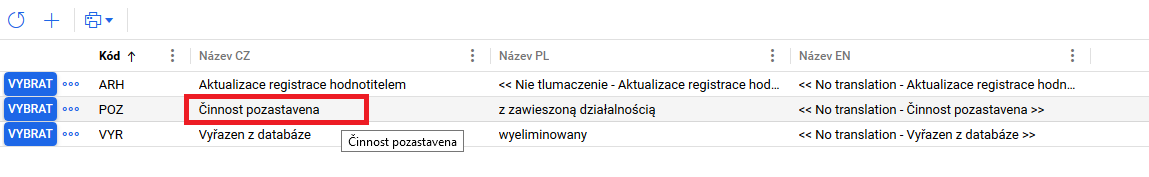 Kód Název CZ Název PL Název EN
VYBRAT ARH Aktualizace registrace hodnotitelem << Nie tlumaczenie - Aktualizace registrace hod... << No translation - Aktualizace registrace hodn...
VYBRAT POZ Činnost pozastavena z zawieszoną działalnością << No translation - Činnost pozastavena >>
VYBRAT VYR Vyřazen z databáze wyeliminowany << No translation - Vyřazen z databáze >>
Činnost pozastavena